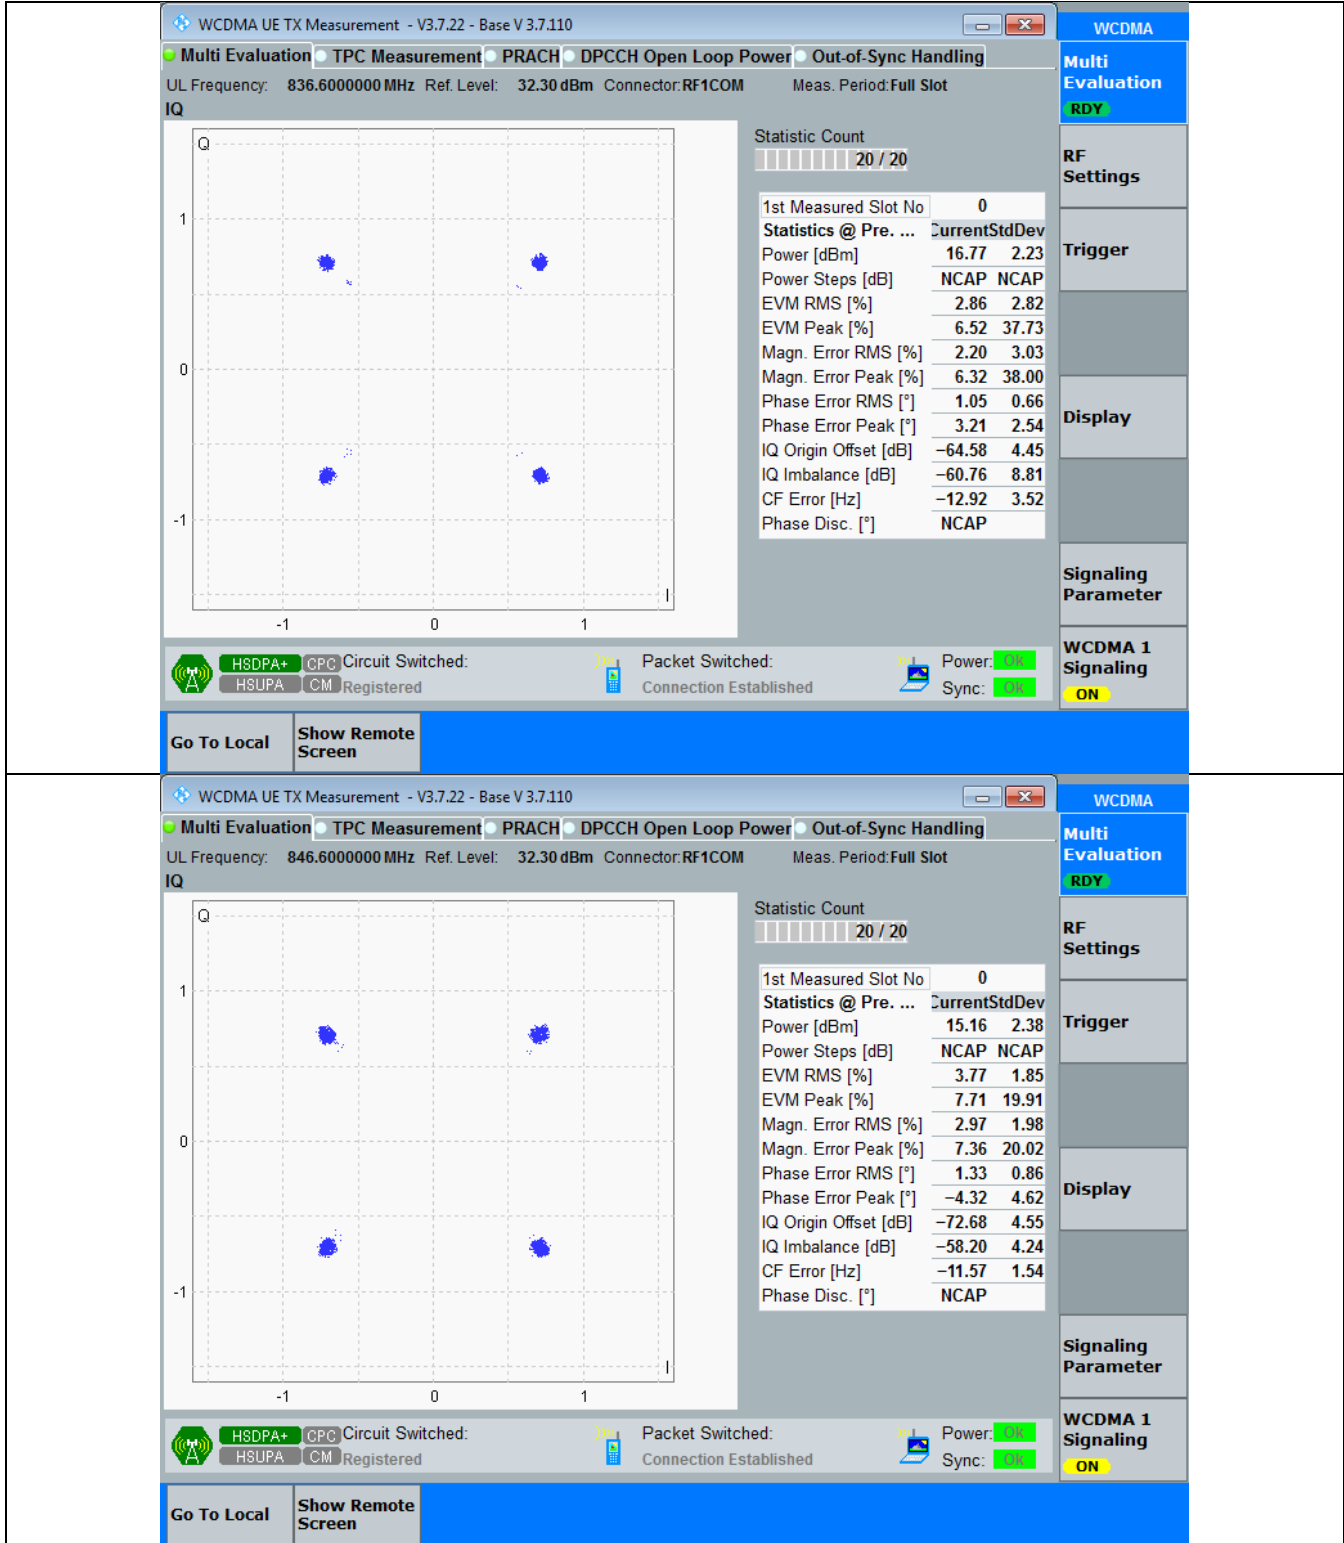 WCDMA UE TX Measurement - V3.7.22 - Base V 3.7.110
WCDMA
Multi Evaluation TPC Measurement PRACH DPCCH Open Loop Power Out-of-Sync Handling
Multi
Evaluation
RDY
UL Frequency: 836.6000000 MHz Ref. Level: 32.30 dBm Connector: RF1COM Meas. Period: Full Slot
IQ
Q
1
0
-1
-1 0 1
I
Statistic Count
20 / 20
1st Measured Slot No 0
Statistics @ Pre. ... Current StdDev
Power [dBm] 16.77 2.23
Power Steps [dB] NCAP NCAP
EVM RMS [%] 2.86 2.82
EVM Peak [%] 6.52 37.73
Magn. Error RMS [%] 2.20 3.03
Magn. Error Peak [%] 6.32 38.00
Phase Error RMS [°] 1.05 0.66
Phase Error Peak [°] 3.21 2.54
IQ Origin Offset [dB] −64.58 4.45
IQ Imbalance [dB] −60.76 8.81
CF Error [Hz] −12.92 3.52
Phase Disc. [°] NCAP
RF
Settings
Trigger
Display
Signaling
Parameter
WCDMA 1
Signaling
ON
HSDPA+ CPC Circuit Switched: Packet Switched: Power: Ok
HSUPA CM Registered Connection Established Sync: Ok
Go To Local
Show Remote
Screen
WCDMA UE TX Measurement - V3.7.22 - Base V 3.7.110
WCDMA
Multi Evaluation TPC Measurement PRACH DPCCH Open Loop Power Out-of-Sync Handling
Multi
Evaluation
RDY
UL Frequency: 846.6000000 MHz Ref. Level: 32.30 dBm Connector: RF1COM Meas. Period: Full Slot
IQ
Q
1
0
-1
-1 0 1
I
Statistic Count
20 / 20
1st Measured Slot No 0
Statistics @ Pre. ... Current StdDev
Power [dBm] 15.16 2.38
Power Steps [dB] NCAP NCAP
EVM RMS [%] 3.77 1.85
EVM Peak [%] 7.71 19.91
Magn. Error RMS [%] 2.97 1.98
Magn. Error Peak [%] 7.36 20.02
Phase Error RMS [°] 1.33 0.86
Phase Error Peak [°] −4.32 4.62
IQ Origin Offset [dB] −72.68 4.55
IQ Imbalance [dB] −58.20 4.24
CF Error [Hz] −11.57 1.54
Phase Disc. [°] NCAP
RF
Settings
Trigger
Display
Signaling
Parameter
WCDMA 1
Signaling
ON
HSDPA+ CPC Circuit Switched: Packet Switched: Power: Ok
HSUPA CM Registered Connection Established Sync: Ok
Go To Local
Show Remote
Screen